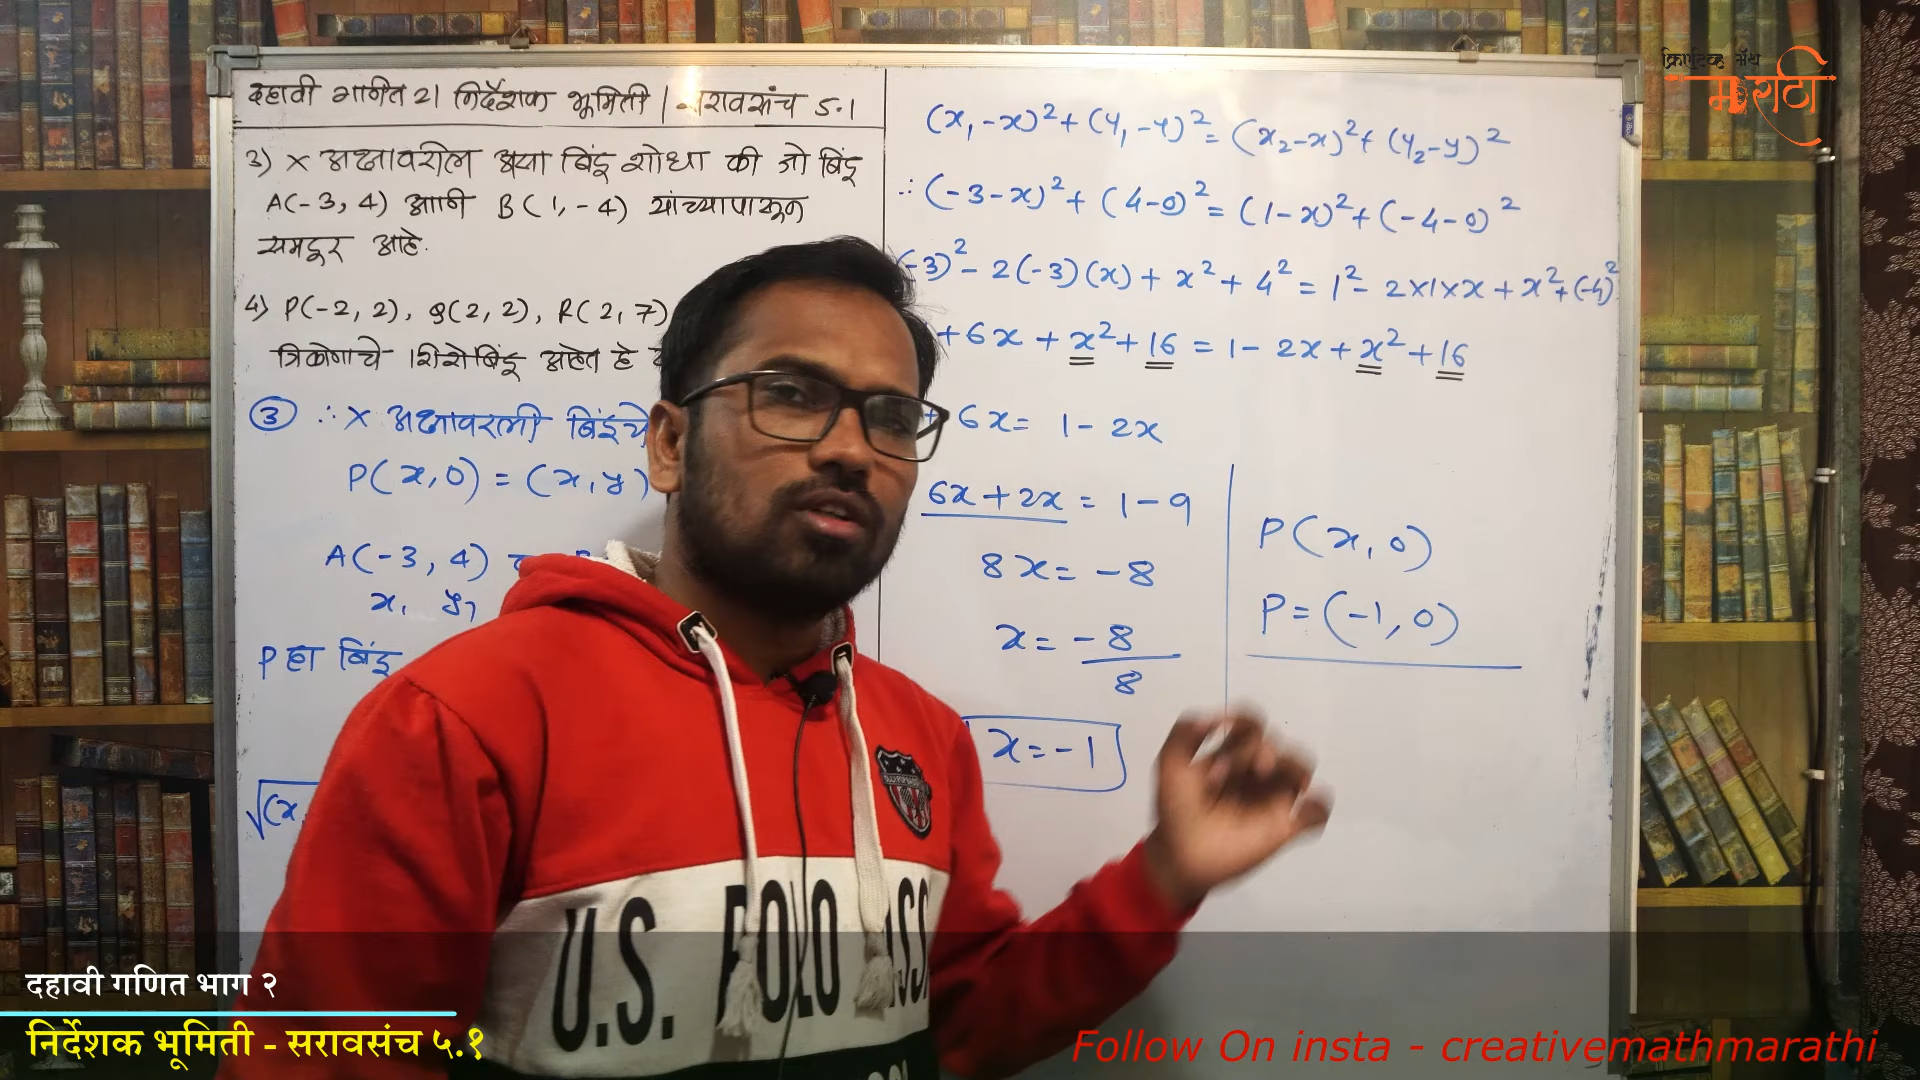 दहावी गणित 2। निर्देशक भूमिती | सरावसंच 5.1
3) X अक्षावरील असा बिंदू शोधा की जो बिंदू
A(-3, 4) आणि B(1, -4) यांच्यापासून
समदूर आहे.
4) P(-2, 2), Q(2, 2), R(2, 7)
त्रिकोणाचे शिरोबिंदू आहेत हे
③ ∴ X अक्षावरली बिंदूचे
P(x, 0) = (x, y)
A(-3, 4)
x₁ y₁
P हा बिंदू
√(x
(x₁-x)²+(y₁-y)²=(x₂-x)²+(y₂-y)²
∴ (-3-x)²+(4-0)²=(1-x)²+(-4-0)²
-3)²-2(-3)(x)+x²+4²=1²-2×1×x+x²+(-4)²
+6x+x²+16=1-2x+x²+16
+6x=1-2x
6x+2x=1-9
8x=-8
x=-8/8
x=-1
P(x,0)
P=(-1,0)
क्रिएटिव्ह मॅथ
मराठी
U.S. POLO ASS
दहावी गणित भाग २
निर्देशक भूमिती - सरावसंच ५.१
Follow On insta - creativemathmarathi